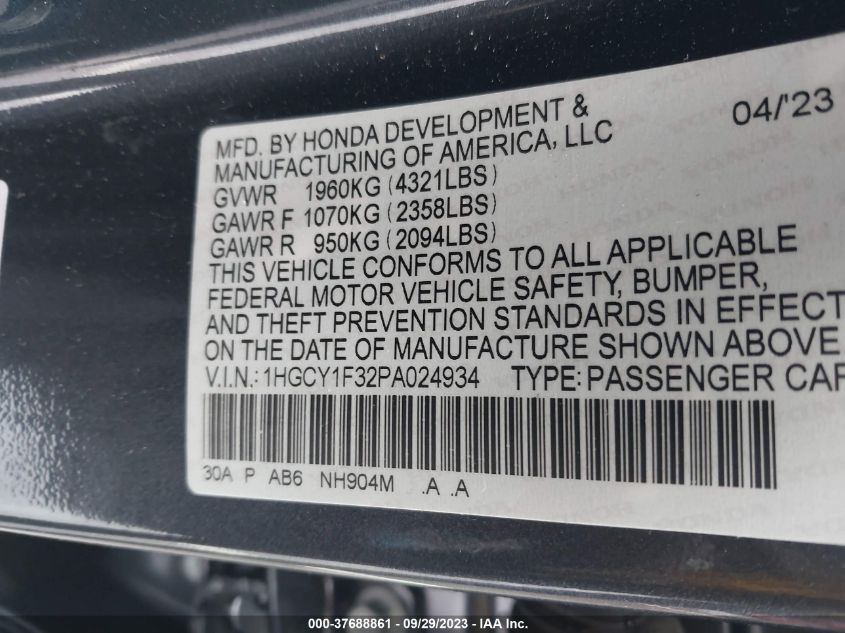 MFD. BY HONDA DEVELOPMENT & 04/'23
MANUFACTURING OF AMERICA, LLC
GVWR 1960KG (4321LBS)
GAWR F 1070KG (2358LBS)
GAWR R 950KG (2094LBS)
THIS VEHICLE CONFORMS TO ALL APPLICABLE
FEDERAL MOTOR VEHICLE SAFETY, BUMPER,
AND THEFT PREVENTION STANDARDS IN EFFECT
ON THE DATE OF MANUFACTURE SHOWN ABOVE
V.I.N.: 1HGCY1F32PA024934 TYPE: PASSENGER CAR
30A P AB6 NH904M .A .A
000-37688861 / 09/29/2023 - IAA Inc.